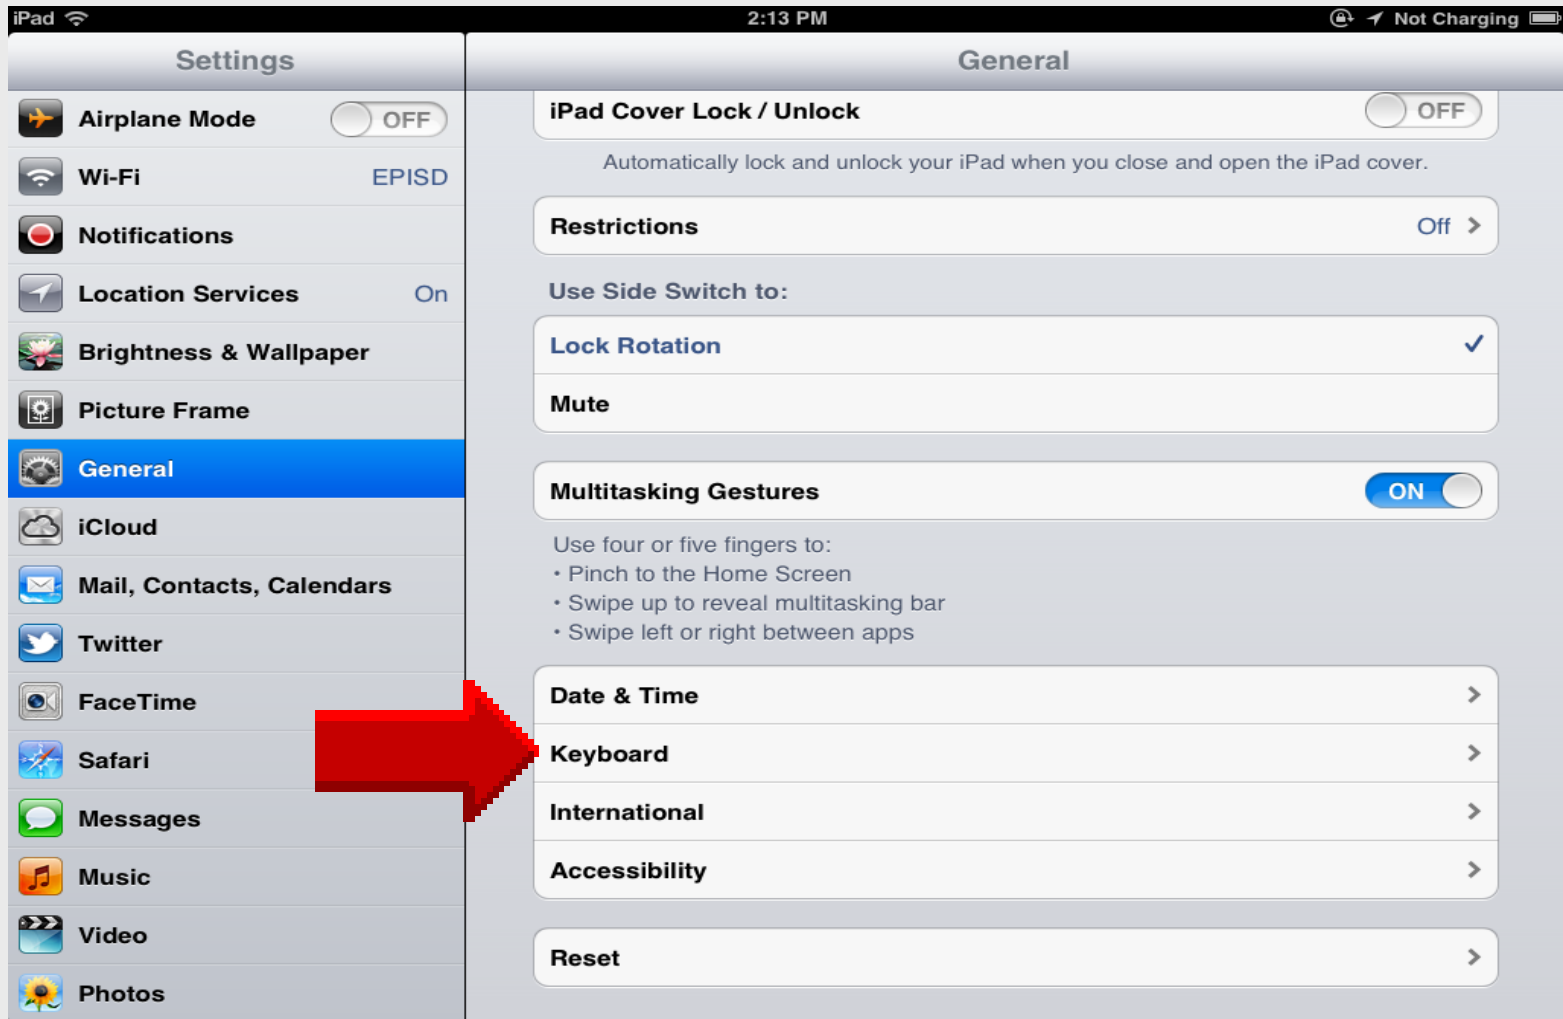 iPad 2:13 PM Not Charging
Settings
Airplane Mode OFF
Wi-Fi EPISD
Notifications
Location Services On
Brightness & Wallpaper
Picture Frame
General
iCloud
Mail, Contacts, Calendars
Twitter
FaceTime
Safari
Messages
Music
Video
Photos
General
iPad Cover Lock / Unlock OFF
Automatically lock and unlock your iPad when you close and open the iPad cover.
Restrictions Off
Use Side Switch to:
Lock Rotation
Mute
Multitasking Gestures ON
Use four or five fingers to:
• Pinch to the Home Screen
• Swipe up to reveal multitasking bar
• Swipe left or right between apps
Date & Time
Keyboard
International
Accessibility
Reset